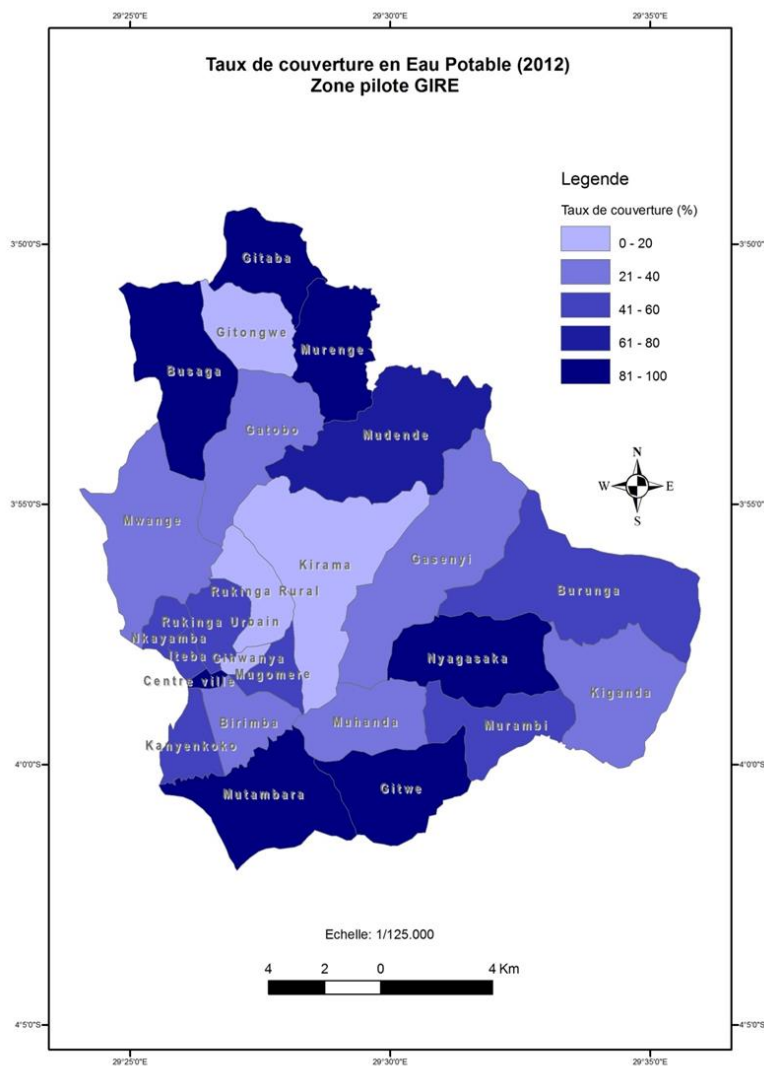 29°25'0"E 29°30'0"E 29°35'0"E
Taux de couverture en Eau Potable (2012)
Zone pilote GIRE
Legende
Taux de couverture (%)
0 - 20
21 - 40
41 - 60
61 - 80
81 - 100
3°50'0"S 3°50'0"S
Gitaba
Gitongwe
Murenge
Busaga
Gatobo
Mudende
N
W E
S
3°55'0"S 3°55'0"S
Mwange
Kirama
Gasenyi
Rukinga Rural
Burunga
Rukinga Urbain
Nkayamba
Iteba Gihwanya
Nyagasaka
Mugomere
Centre ville
Kiganda
Birimba
Muhanda
Murambi
Kanyenkoko
4°0'0"S 4°0'0"S
Gitwe
Mutambara
Echelle: 1/125.000
4 2 0 4 Km
4°5'0"S 4°5'0"S
29°25'0"E 29°30'0"E 29°35'0"E